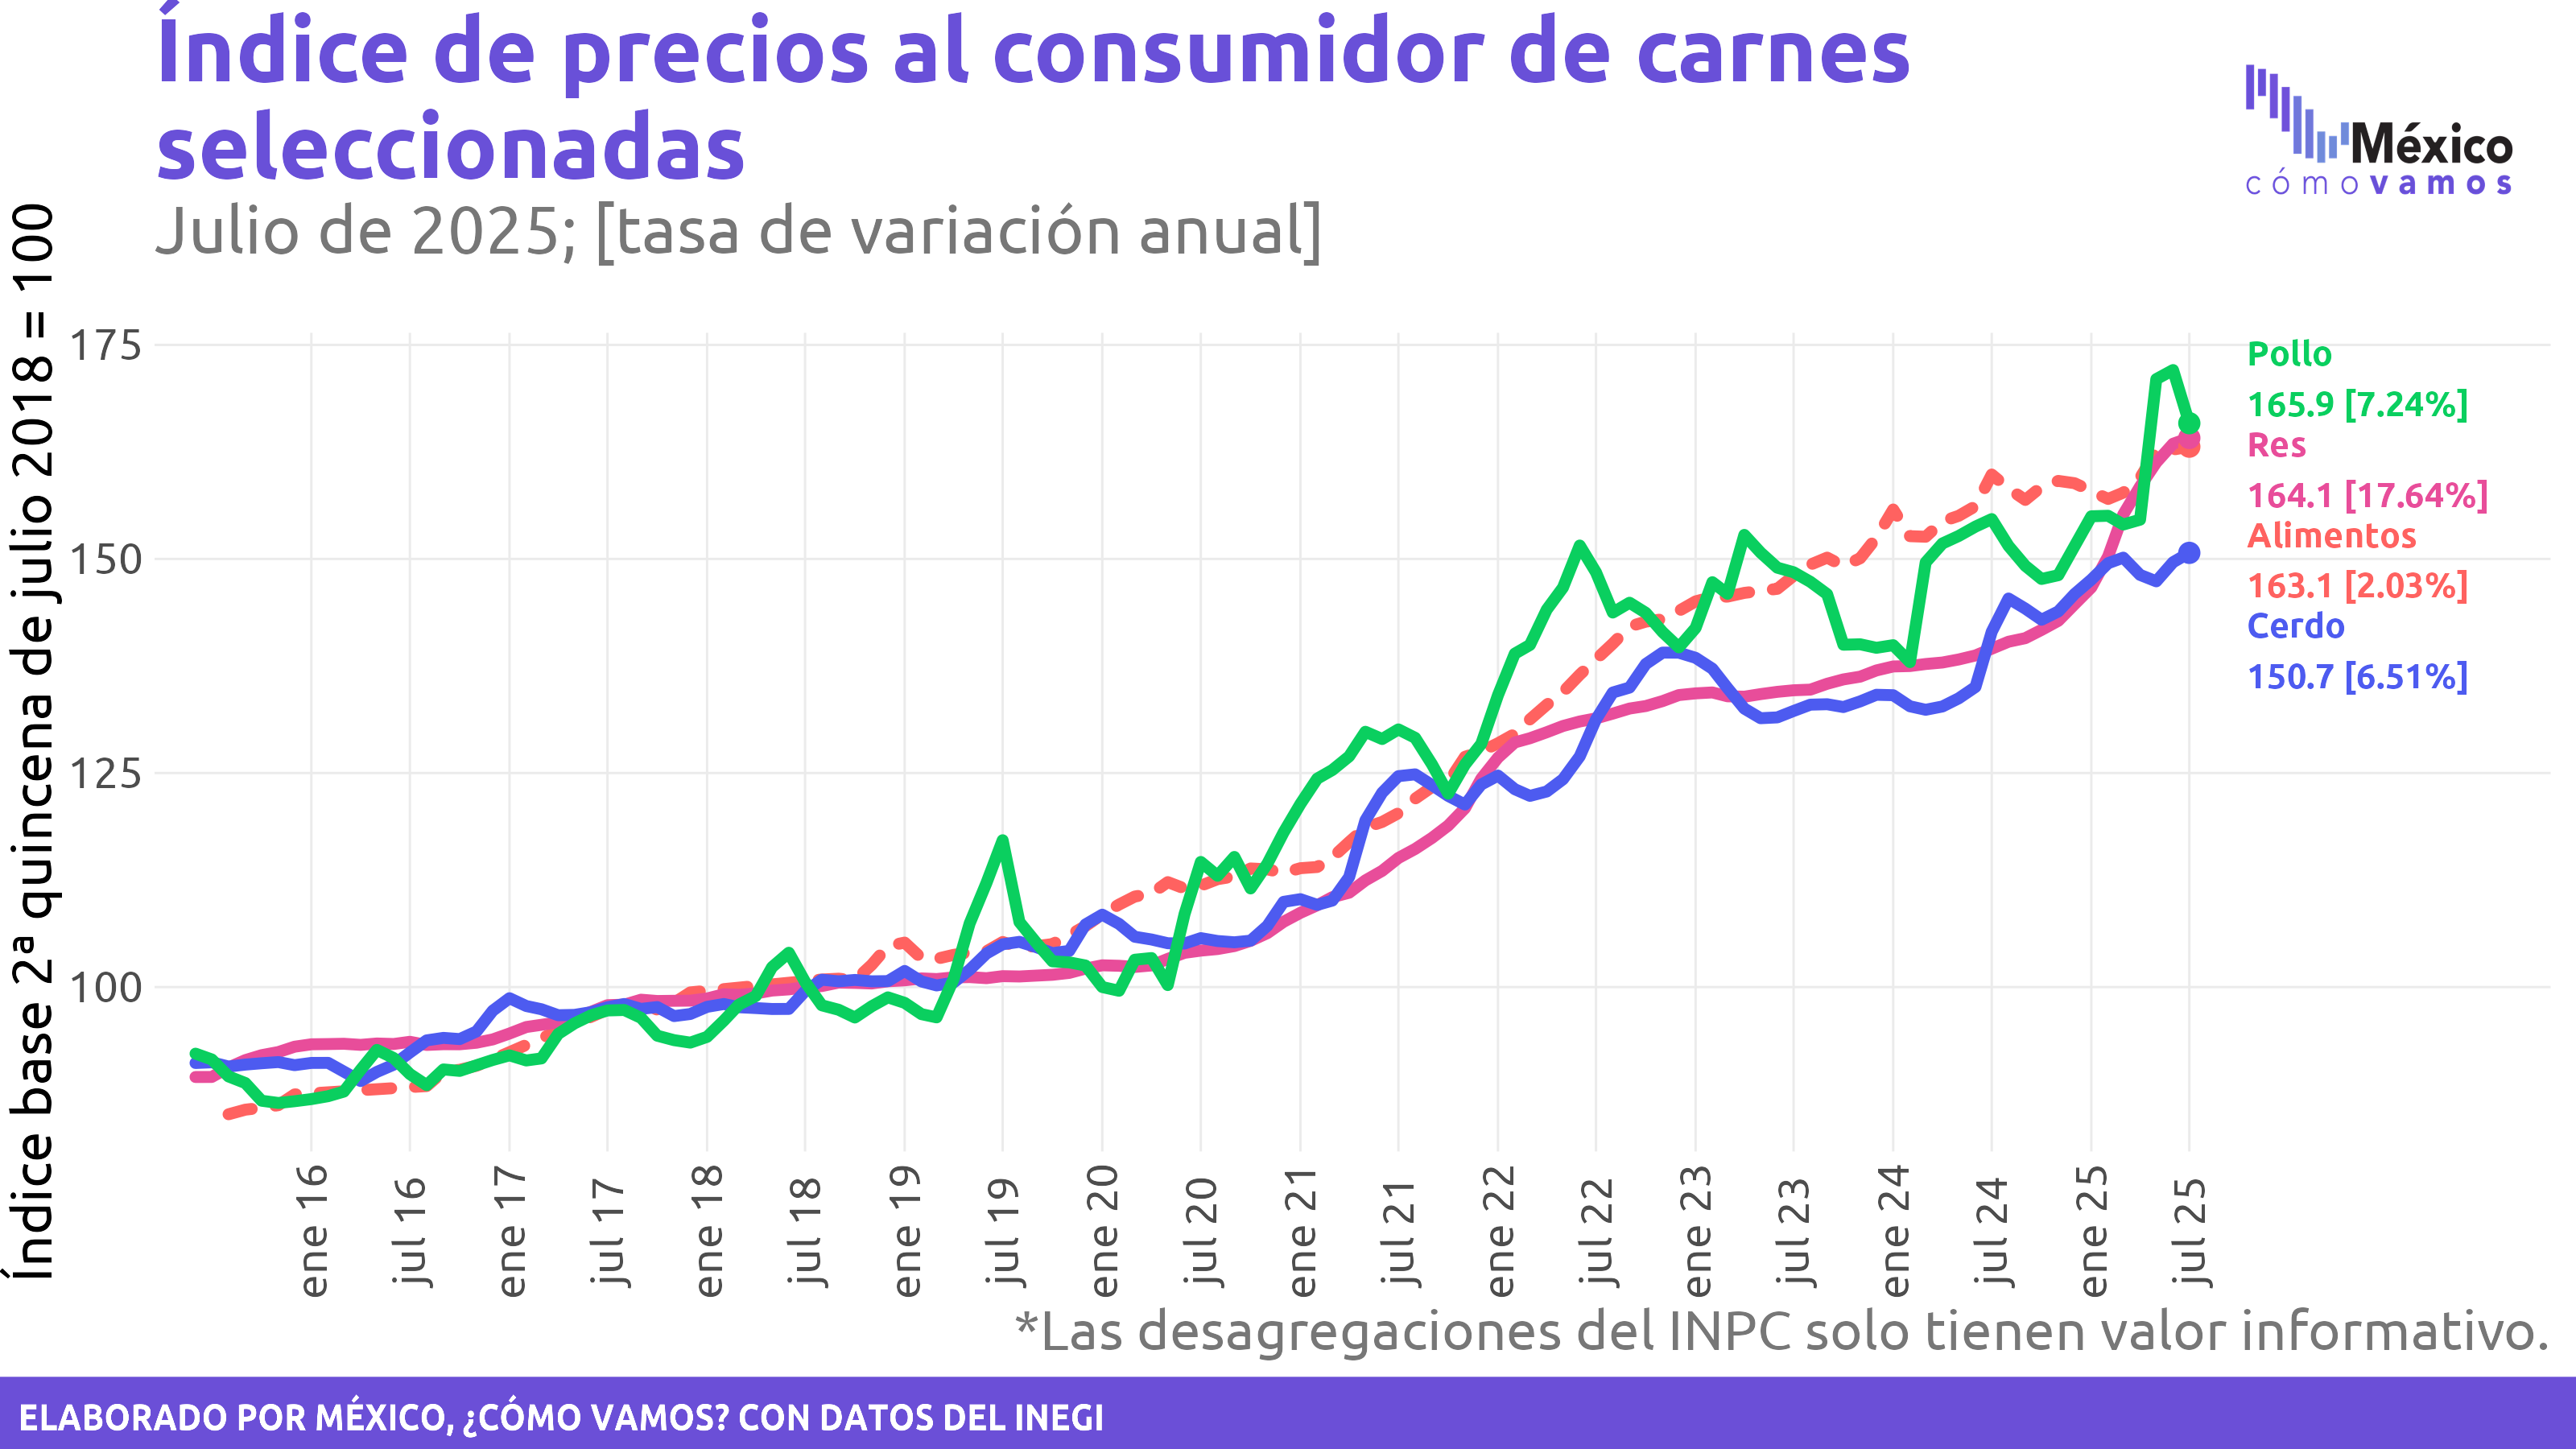 Índice de precios al consumidor de carnes
seleccionadas
Julio de 2025; [tasa de variación anual]
México
cómo vamos
Índice base 2ª quincena de julio 2018 = 100
175
150
125
100
Pollo
165.9 [7.24%]
Res
164.1 [17.64%]
Alimentos
163.1 [2.03%]
Cerdo
150.7 [6.51%]
ene 16
jul 16
ene 17
jul 17
ene 18
jul 18
ene 19
jul 19
ene 20
jul 20
ene 21
jul 21
ene 22
jul 22
ene 23
jul 23
ene 24
jul 24
ene 25
jul 25
*Las desagregaciones del INPC solo tienen valor informativo.
ELABORADO POR MÉXICO, ¿CÓMO VAMOS? CON DATOS DEL INEGI